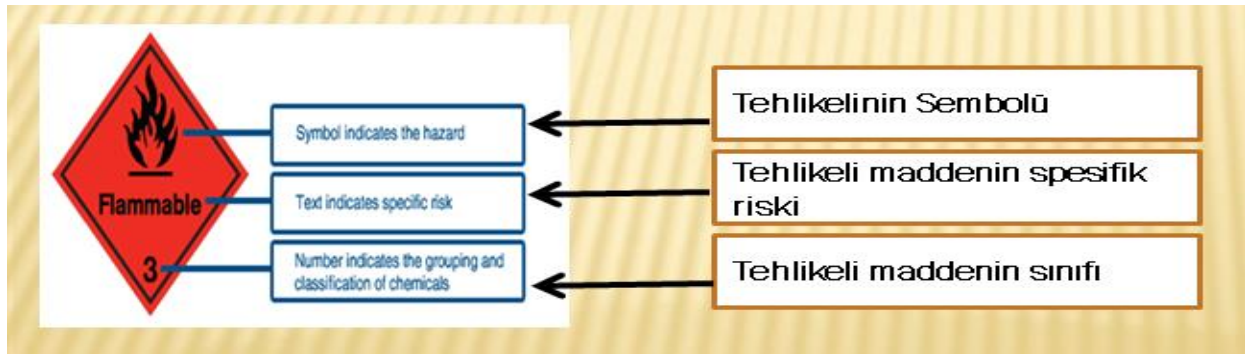 Flammable
3
Symbol indicates the hazard
Text indicates specific risk
Number indicates the grouping and
classification of chemicals
Tehlikelinin Sembolü
Tehlikeli maddenin spesifik
riski
Tehlikeli maddenin sınıfı